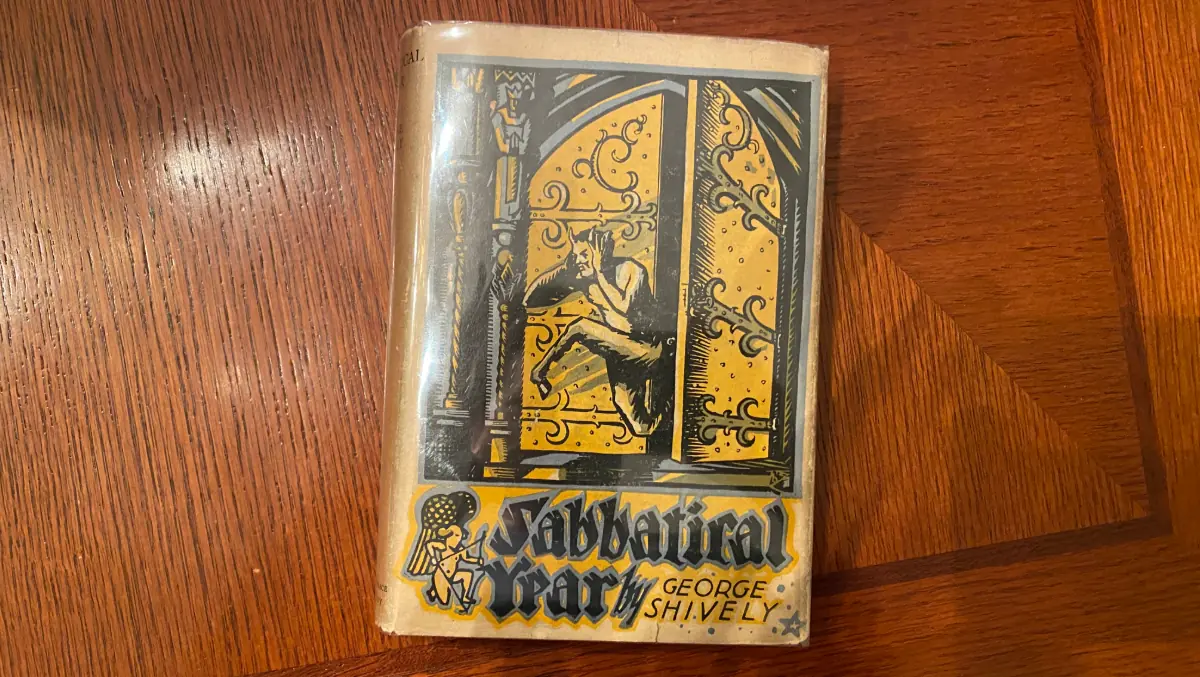 Sabbatical
Year by
GEORGE
SHIVELY